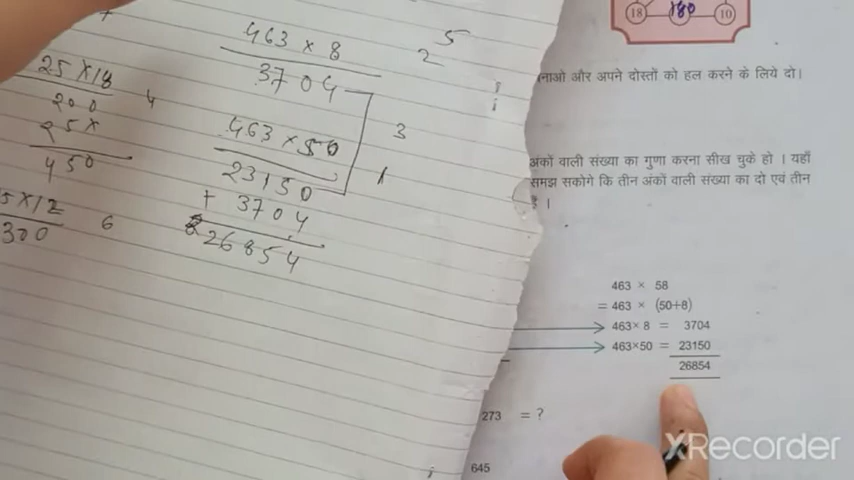 463 × 8
3704
25 × 18
200
25×
450
4
5 × 12
300
6
463 × 50
23150
+ 3704
26854
2
5
3
1
18
180
10
नाओ और अपने दोस्तों को हल करने के लिये दो।
अंकों वाली संख्या का गुणा करना सीख चुके हो । यहाँ
समझ सकोगे कि तीन अंकों वाली संख्या का दो एवं तीन
है ।
463 × 58
= 463 × (50+8)
463× 8 = 3704
463×50 = 23150
26854
273 = ?
645
XRecorder